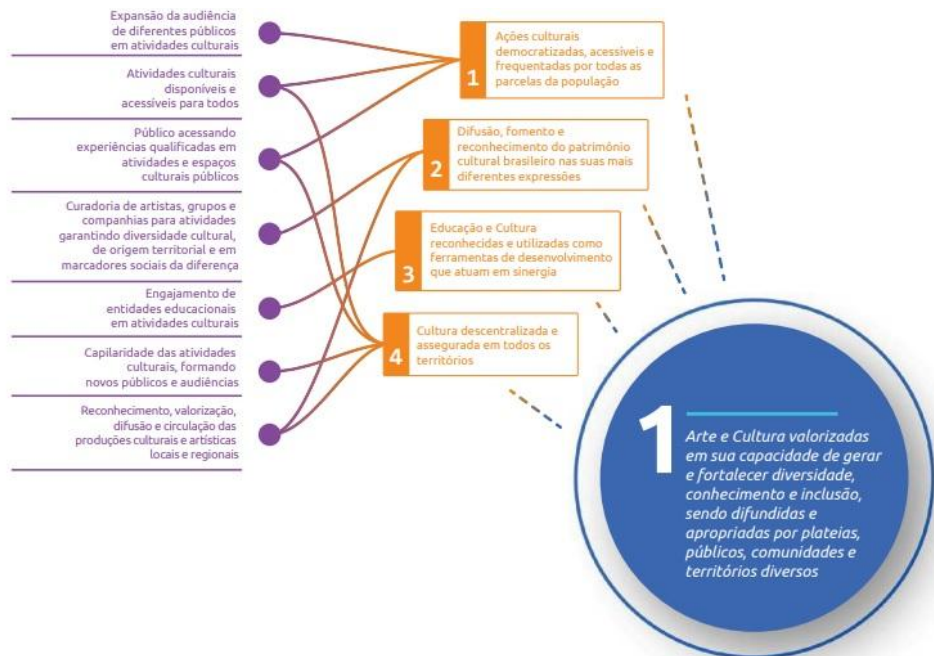 Expansão da audiência
de diferentes públicos
em atividades culturais
Atividades culturais
disponíveis e
acessíveis para todos
Público acessando
experiências qualificadas em
atividades e espaços
culturais públicos
Curadoria de artistas, grupos e
companhias para atividades
garantindo diversidade cultural,
de origem territorial e em
marcadores sociais da diferença
Engajamento de
entidades educacionais
em atividades culturais
Capilaridade das atividades
culturais, formando
novos públicos e audiências
Reconhecimento, valorização,
difusão e circulação das
produções culturais e artísticas
locais e regionais
1
Ações culturais
democratizadas, acessíveis e
frequentadas por todas as
parcelas da população
2
Difusão, fomento e
reconhecimento do patrimônio
cultural brasileiro nas suas mais
diferentes expressões
3
Educação e Cultura
reconhecidas e utilizadas como
ferramentas de desenvolvimento
que atuam em sinergia
4
Cultura descentralizada e
assegurada em todos os
territórios
1
Arte e Cultura valorizadas
em sua capacidade de gerar
e fortalecer diversidade,
conhecimento e inclusão,
sendo difundidas e
apropriadas por plateias,
públicos, comunidades e
territórios diversos